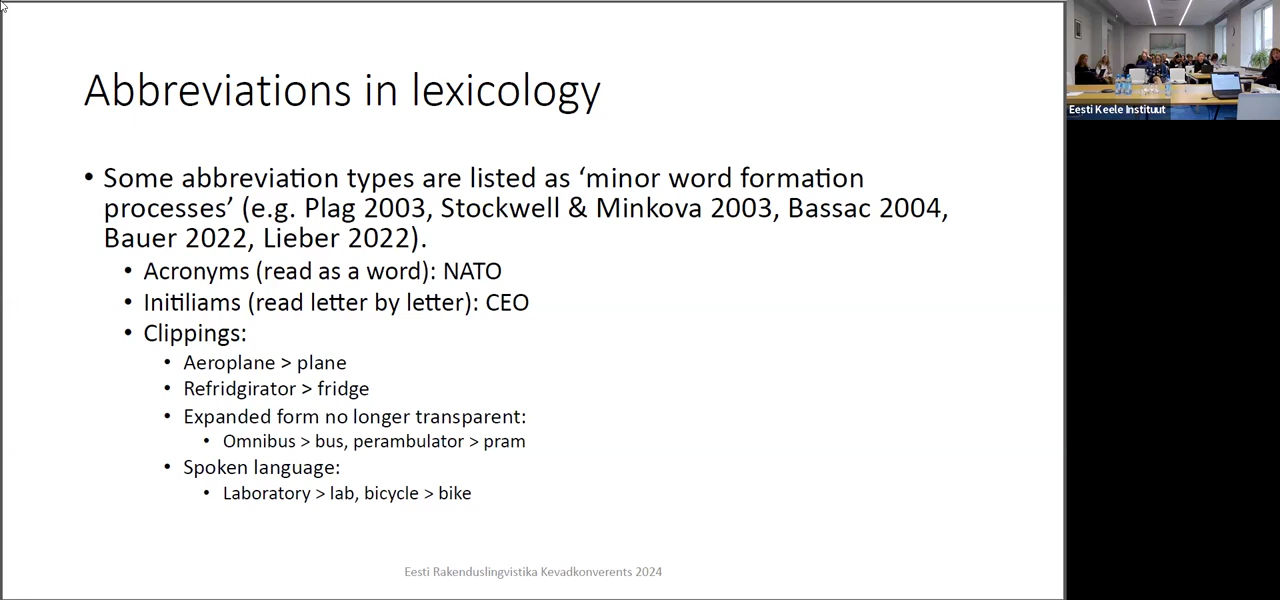 Abbreviations in lexicology
• Some abbreviation types are listed as ‘minor word formation
processes’ (e.g. Plag 2003, Stockwell & Minkova 2003, Bassac 2004,
Bauer 2022, Lieber 2022).
• Acronyms (read as a word): NATO
• Initiliams (read letter by letter): CEO
• Clippings:
• Aeroplane > plane
• Refridgirator > fridge
• Expanded form no longer transparent:
• Omnibus > bus, perambulator > pram
• Spoken language:
• Laboratory > lab, bicycle > bike
Eesti Rakenduslingvistika Kevadkonverents 2024
Eesti Keele Instituut